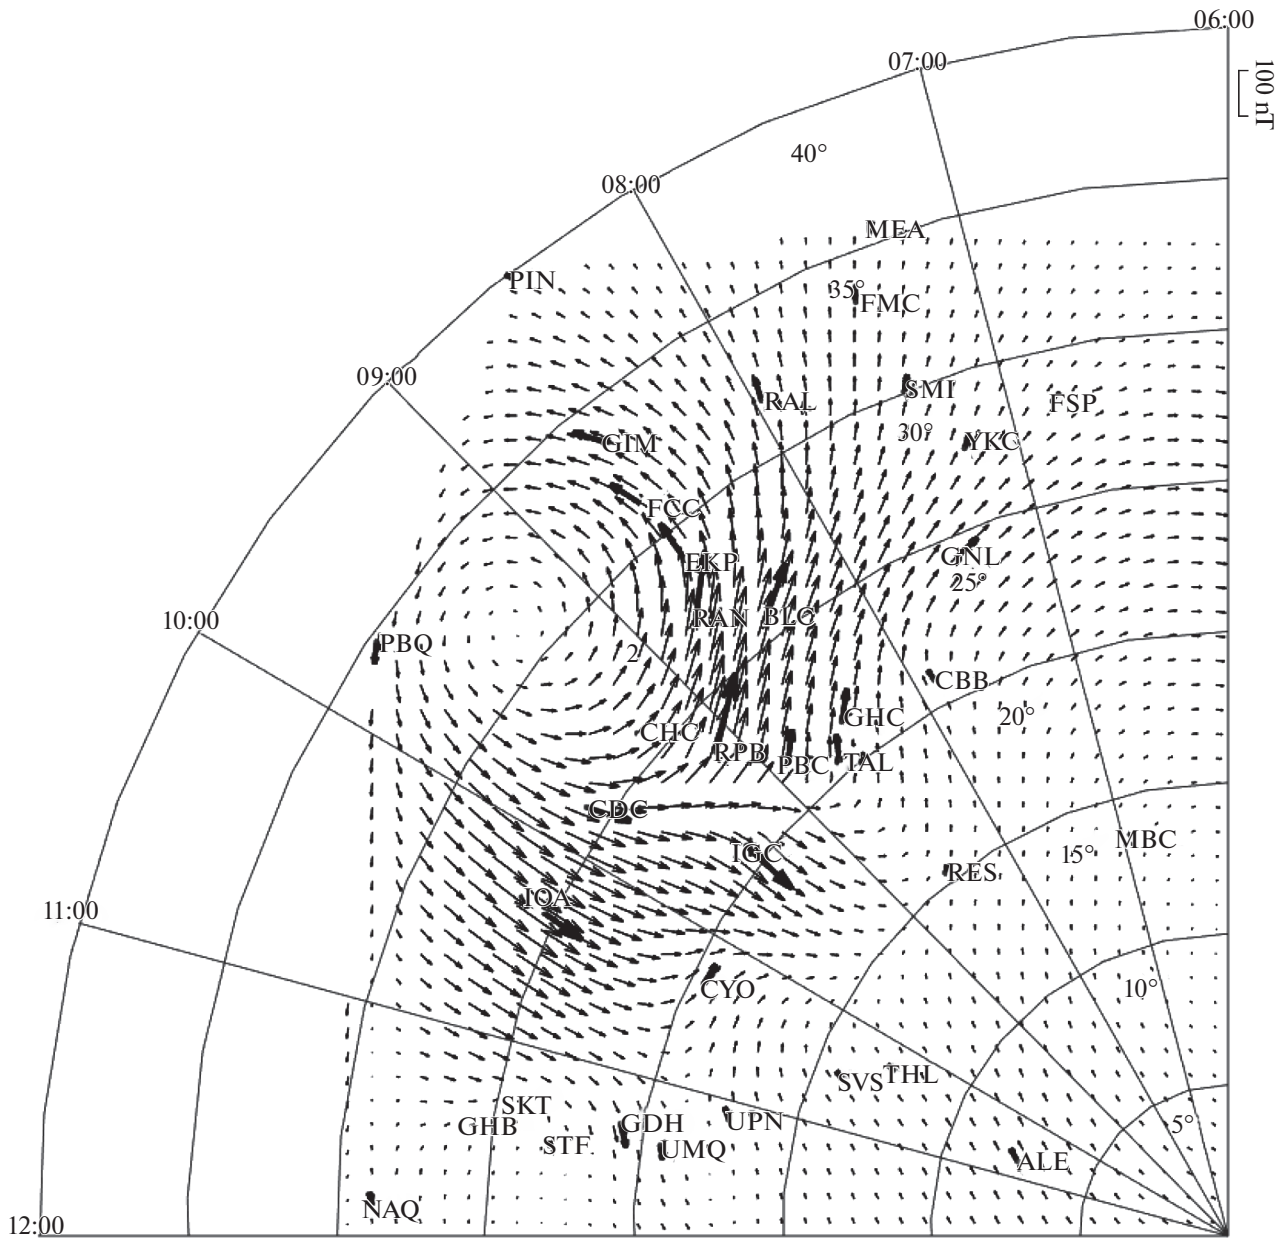 06:00
07:00
100 nT
40°
08:00
MEA
PIN
35°
FMC
09:00
RAL
SMI
FSP
30°
GIM
YKC
FCC
GNL
EKP
25°
RAN
BLC
10:00
PBQ
2
CBB
GHC
20°
CHC
RPB
PBC
TAL
CDC
MBC
IGC
15°
RES
IQA
11:00
CYO
10°
SVS
THL
SKT
UPN
GHB
GDH
5°
STF
UMQ
ALE
NAQ
12:00